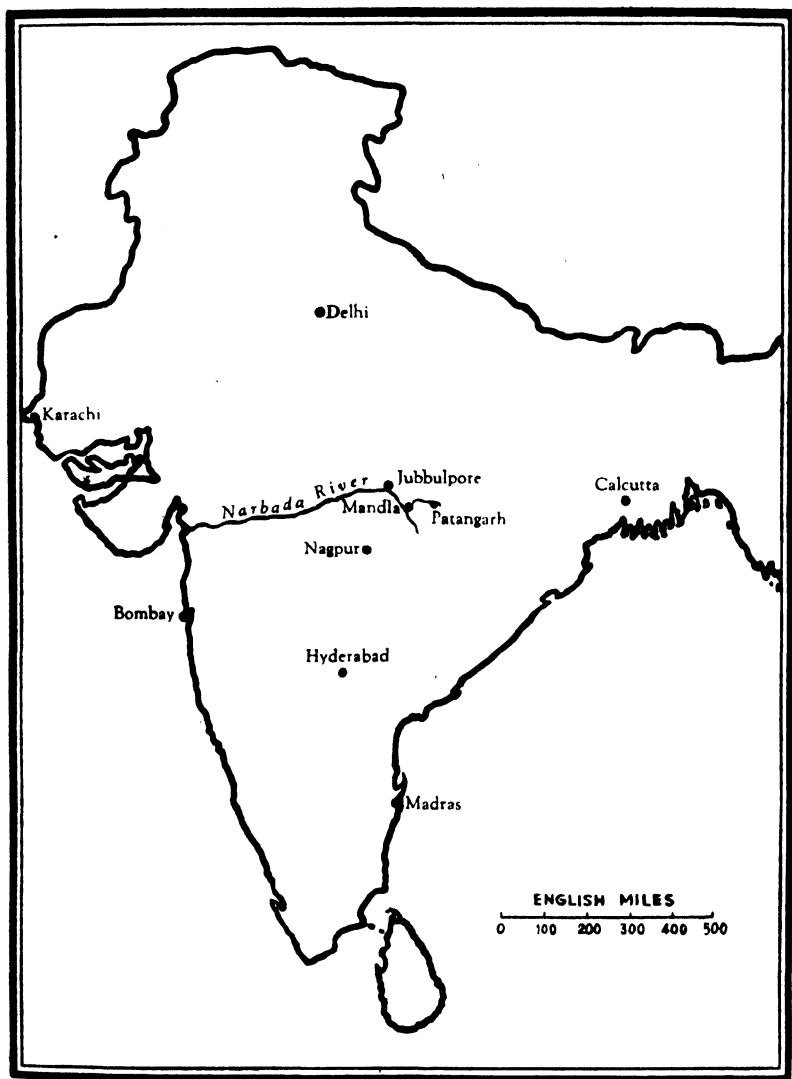 Delhi
Karachi
Narbada River
Jubbulpore
Mandla
Patangarh
Calcutta
Nagpur
Bombay
Hyderabad
Madras
ENGLISH MILES
0 100 200 300 400 500